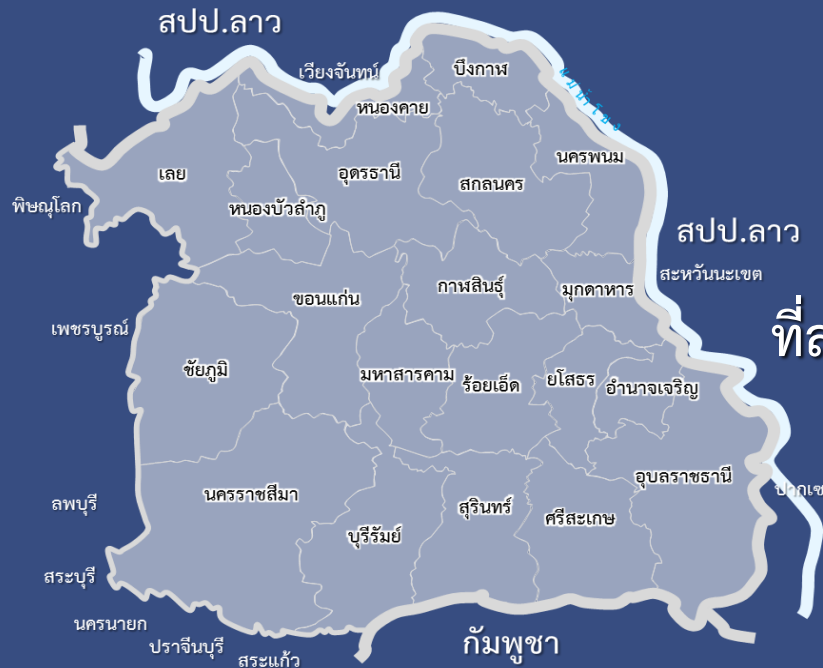 สปป.ลาว
เวียงจันทน์
บึงกาฬ
แม่น้ำโขง
หนองคาย
นครพนม
เลย
อุดรธานี
สกลนคร
พิษณุโลก
หนองบัวลำภู
สปป.ลาว
สะหวันนะเขต
กาฬสินธุ์
มุกดาหาร
ขอนแก่น
เพชรบูรณ์
ชัยภูมิ
มหาสารคาม
ร้อยเอ็ด
ยโสธร
อำนาจเจริญ
อุบลราชธานี
นครราชสีมา
ลพบุรี
สุรินทร์
ศรีสะเกษ
บุรีรัมย์
สระบุรี
นครนายก
ปราจีนบุรี
สระแก้ว
กัมพูชา